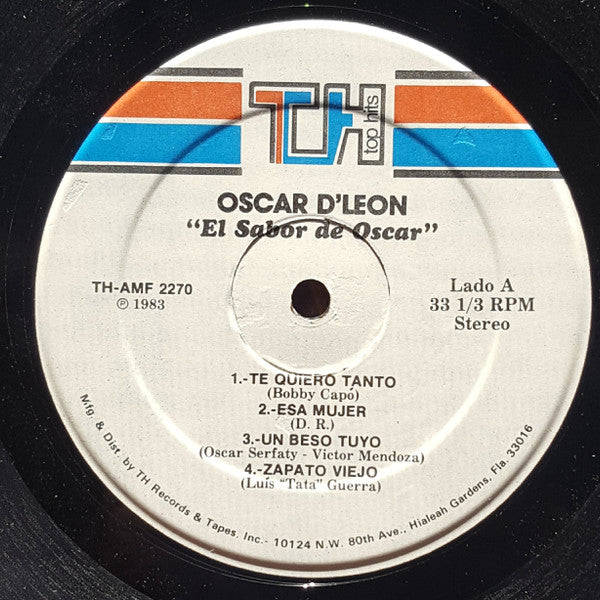 TH
top hits
OSCAR D'LEON
"El Sabor de Oscar"
TH-AMF 2270
℗ 1983
Lado A
33 1/3 RPM
Stereo
1.-TE QUIERO TANTO
(Bobby Capó)
2.-ESA MUJER
(D. R.)
3.-UN BESO TUYO
(Oscar Serfaty - Victor Mendoza)
4.-ZAPATO VIEJO
(Luís "Tata" Guerra)
Mfg. & Dist. by TH Records & Tapes, Inc.- 10124 N.W. 80th Ave., Hialeah Gardens, Fla. 33016